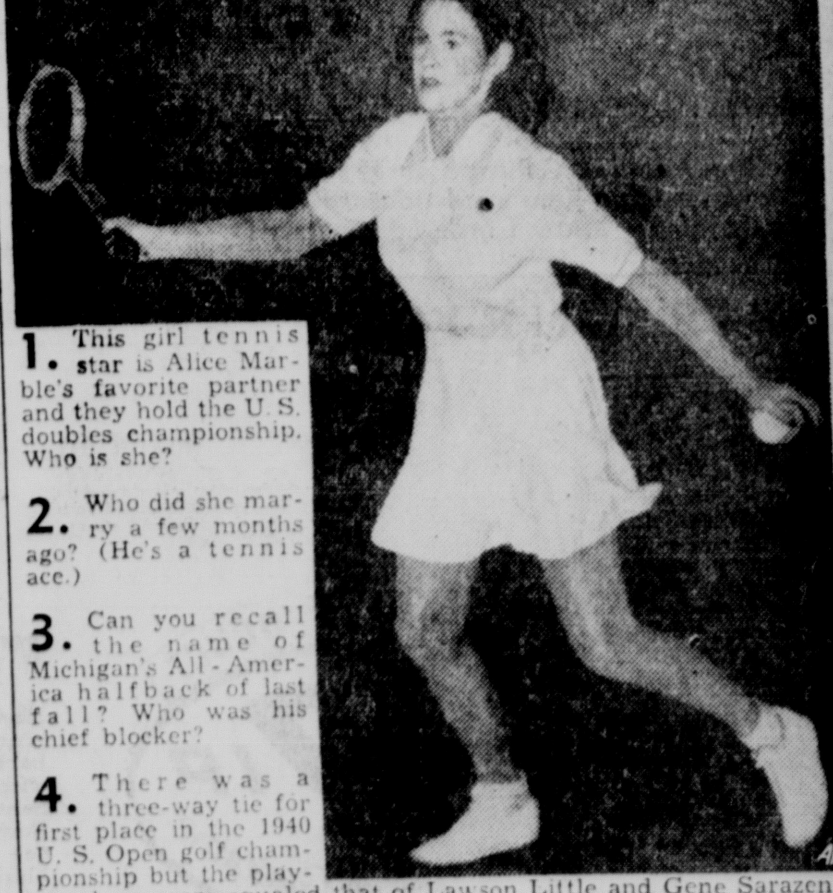 1. This girl tennis
star is Alice Mar-
ble's favorite partner
and they hold the U. S.
doubles championship.
Who is she?
2. Who did she mar-
ry a few months
ago? (He's a tennis
ace.)
3. Can you recall
the name of
Michigan's All-Amer-
ica halfback of last
fall? Who was his
chief blocker?
4. There was a
three-way tie for
first place in the 1940
U. S. Open golf cham-
pionship but the play-
that of Lawson Little and Gene Sarazen